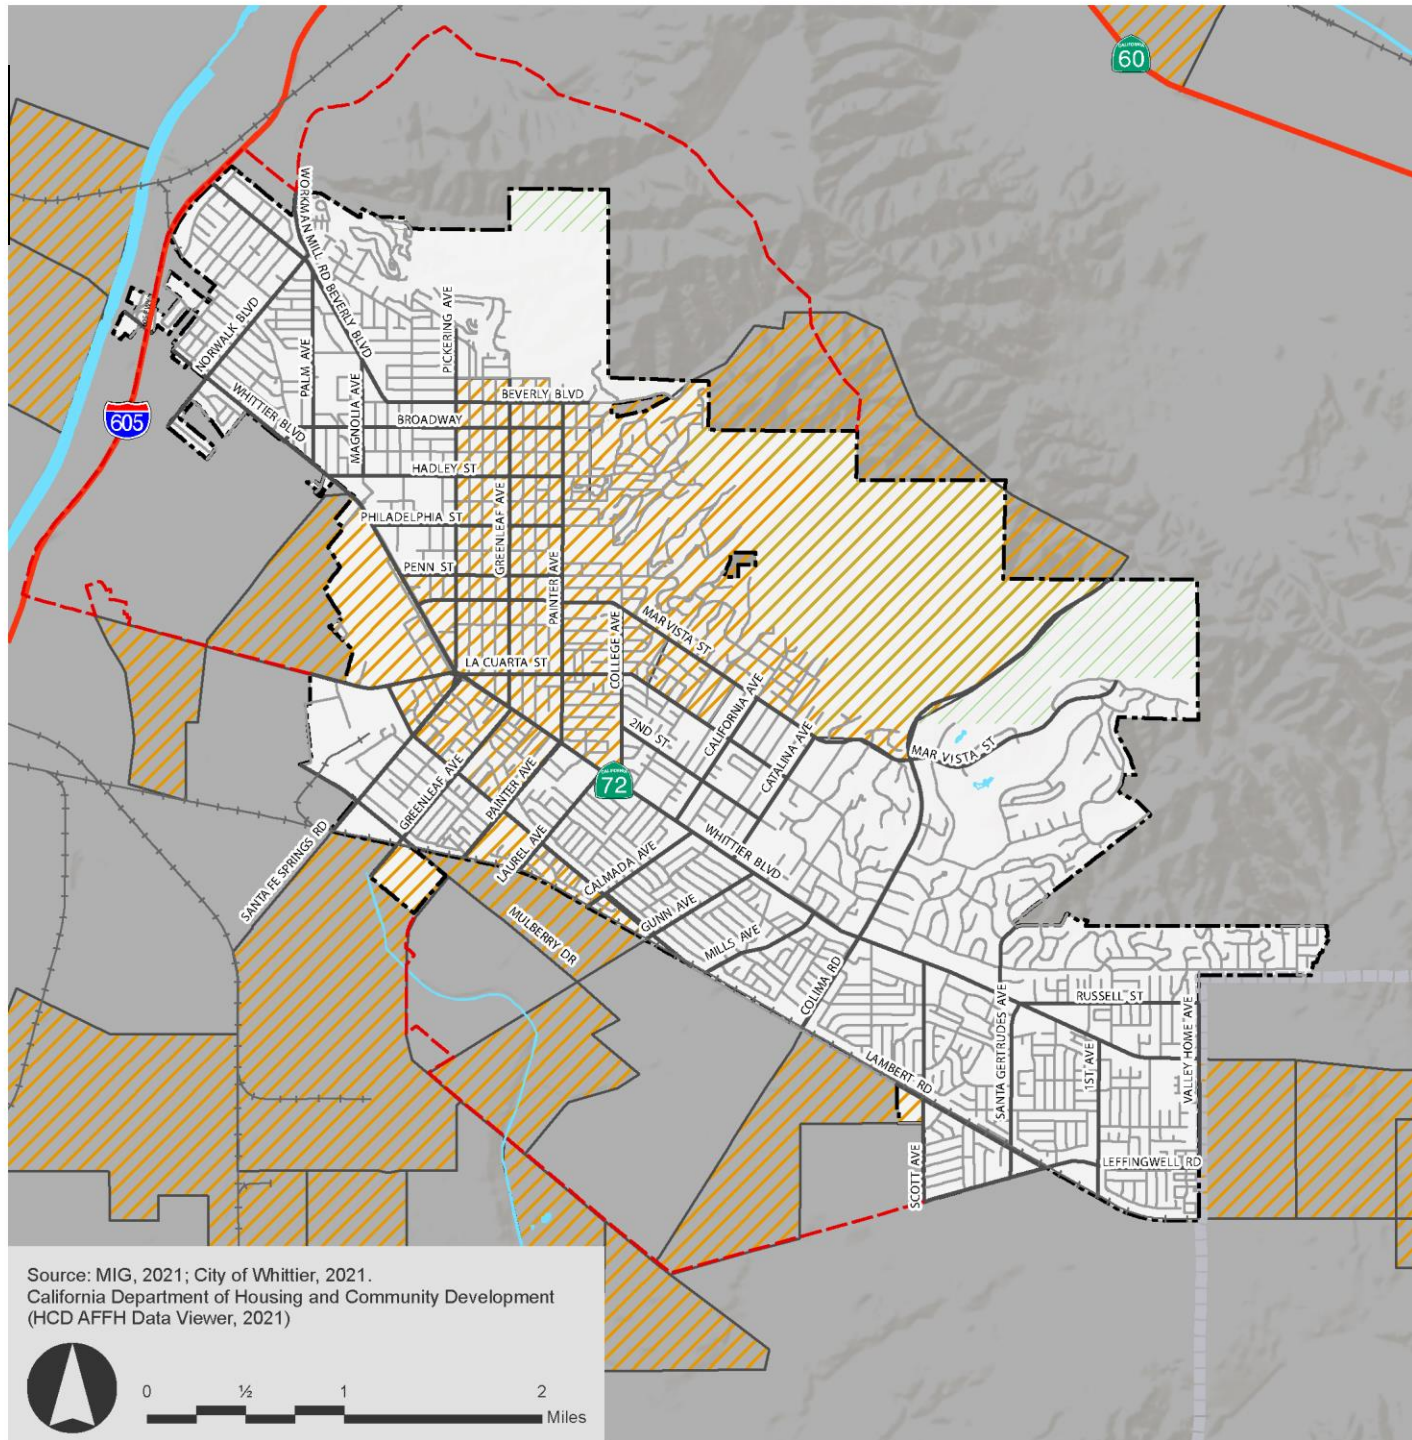 CALIFORNIA
60
WORKMAN MILL RD
BEVERLY BLVD
PICKERING AVE
NORWALK BLVD
PALM AVE
MAGNOLIA AVE
WHITTIER BLVD
605
BEVERLY BLVD
BROADWAY
HADLEY ST
GREENLEAF AVE
PHILADELPHIA ST
PENN ST
PAINTER AVE
COLLEGE AVE
MAR VISTA ST
LA CUARTA ST
2ND ST
CALIFORNIA AVE
CATALINA AVE
MAR VISTA ST
CALIFORNIA
72
GREENLEAF AVE
PAINTER AVE
LAUREL AVE
SANTA FE SPRINGS RD
CALMADA AVE
WHITTIER BLVD
GUNN AVE
MILLS AVE
MULBERRY DR
COLIMA RD
LAMBERT RD
SANTA GERTRUDES AVE
RUSSELL ST
1ST AVE
VALLEY HOME AVE
SCOTT AVE
LEFFINGWELL RD
Source: MIG, 2021; City of Whittier, 2021.
California Department of Housing and Community Development
(HCD AFFH Data Viewer, 2021)
0 ½ 1 2
Miles